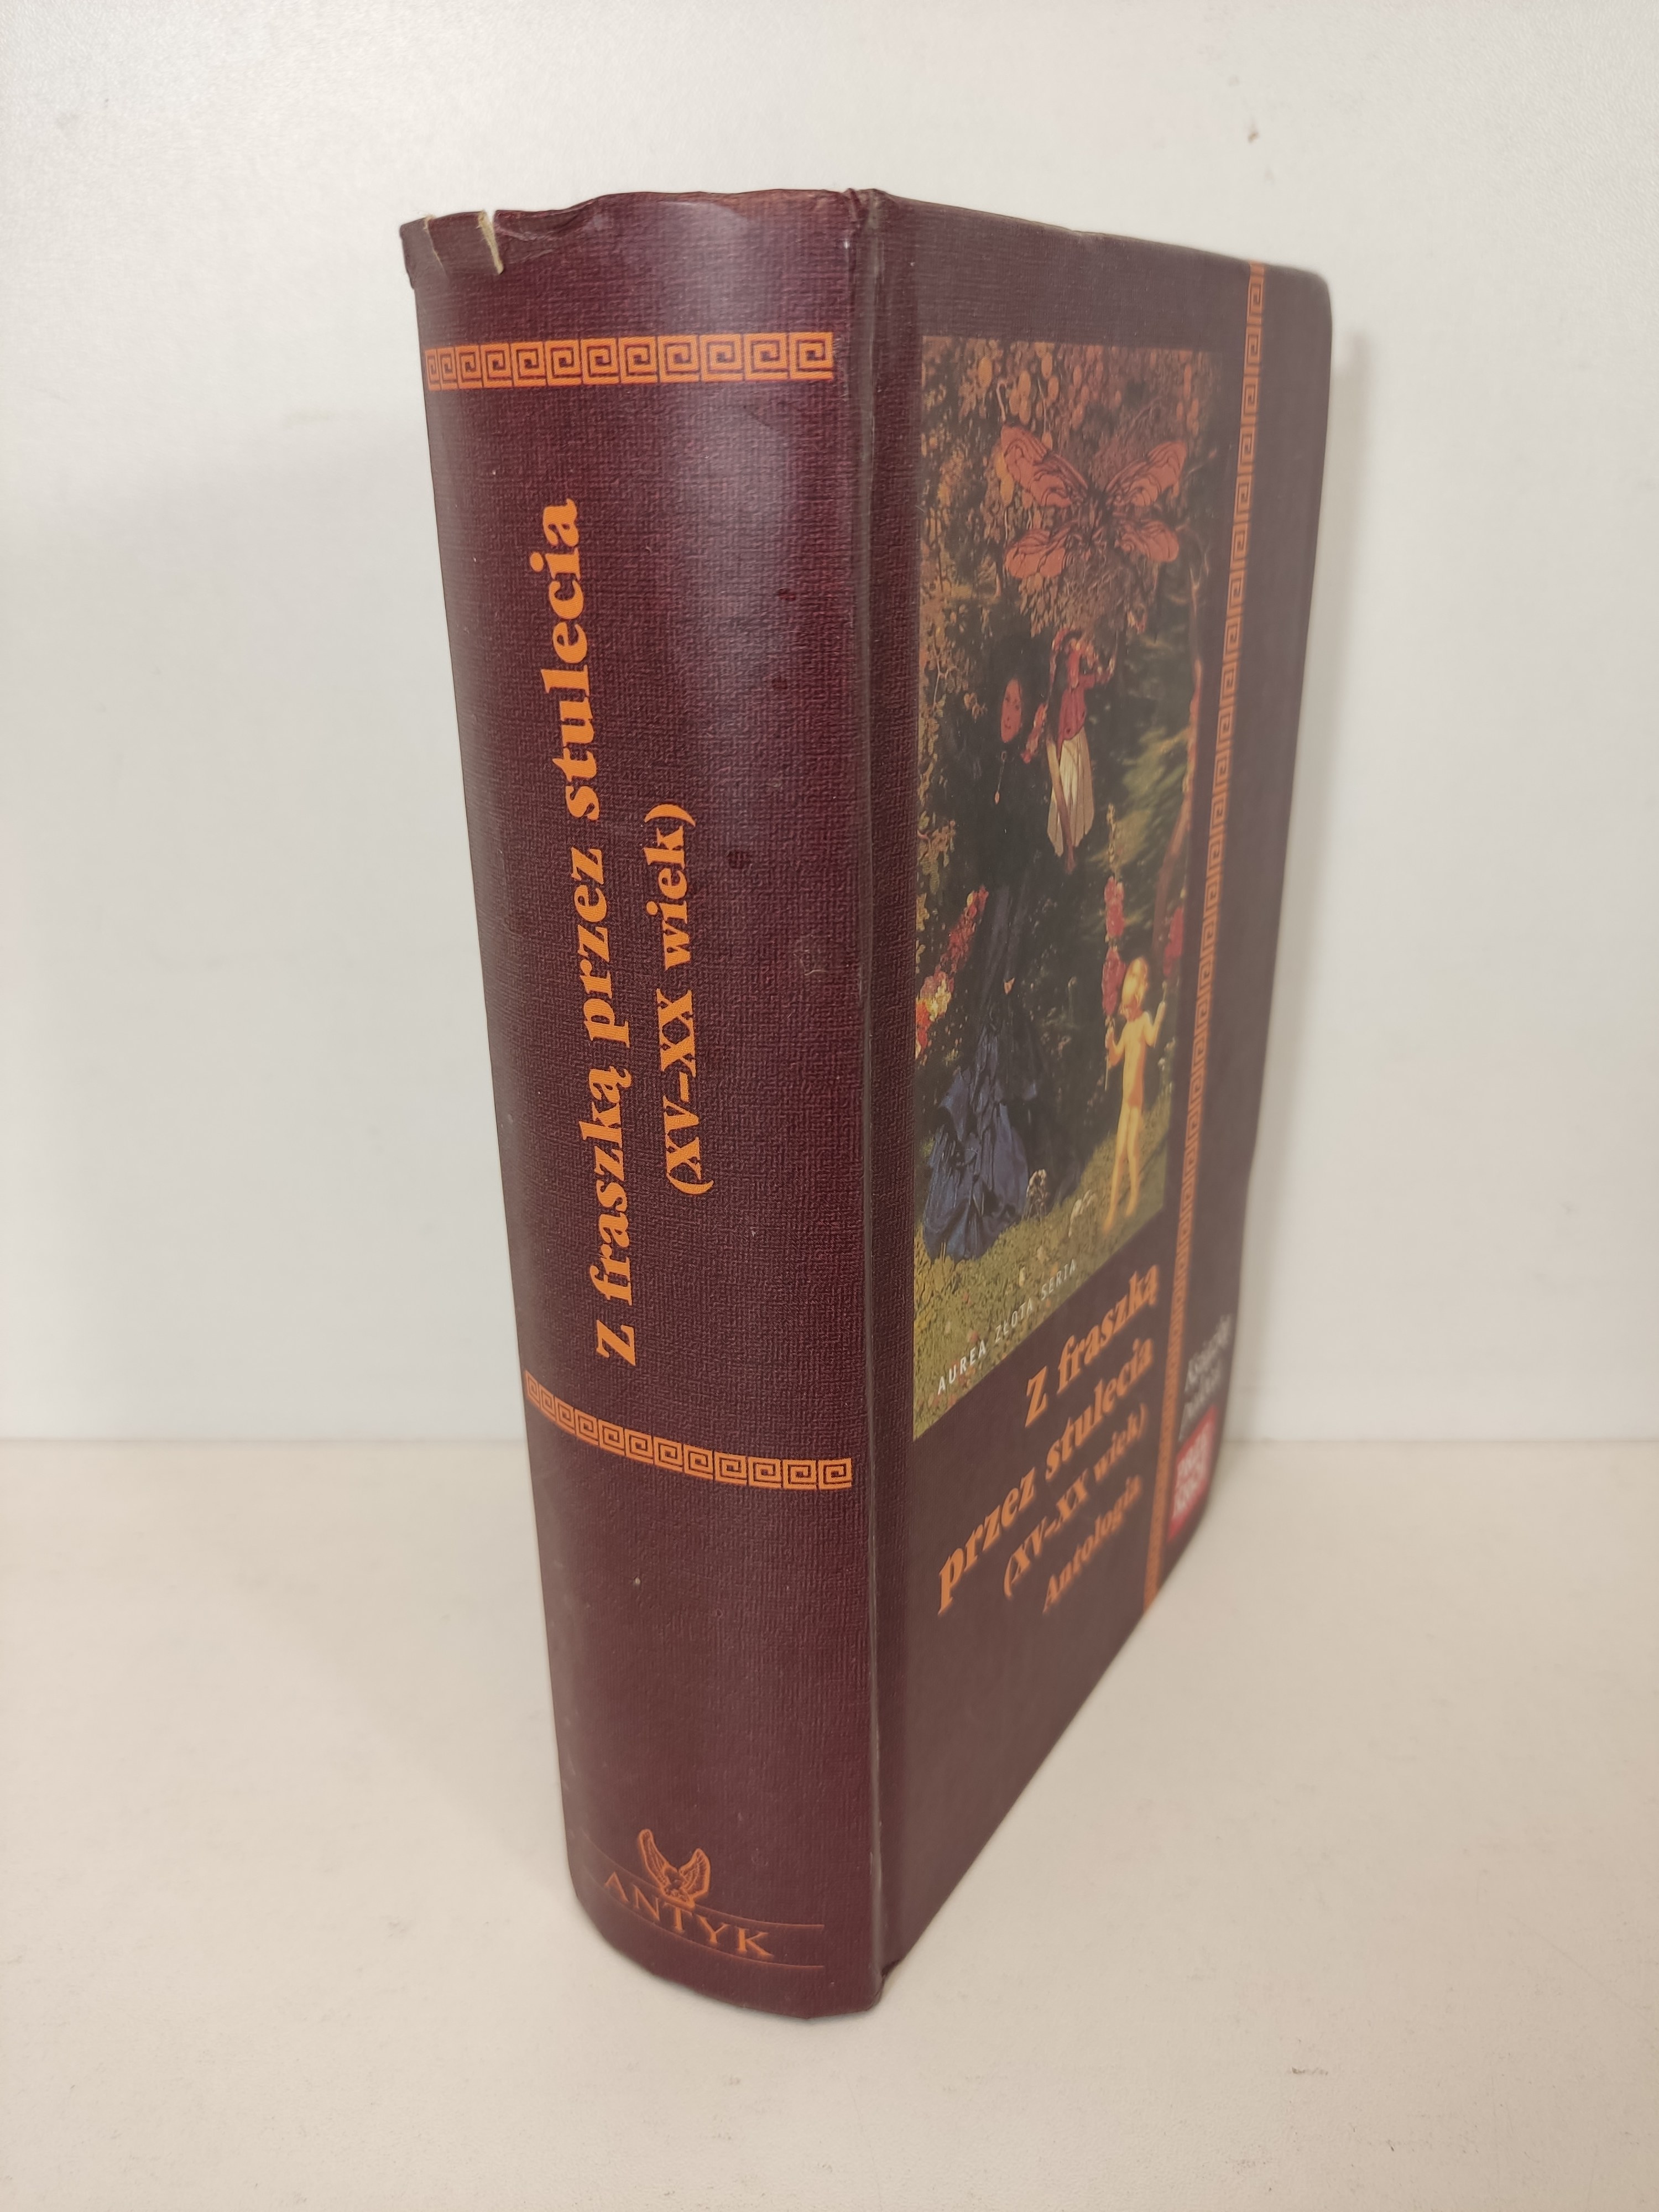 Z fraszką przez stulecia
(XV–XX wiek)
ANTYK
AUREA ZŁOTA SERIA
Z fraszką
przez stulecia
(XV–XX wiek)
Antologia